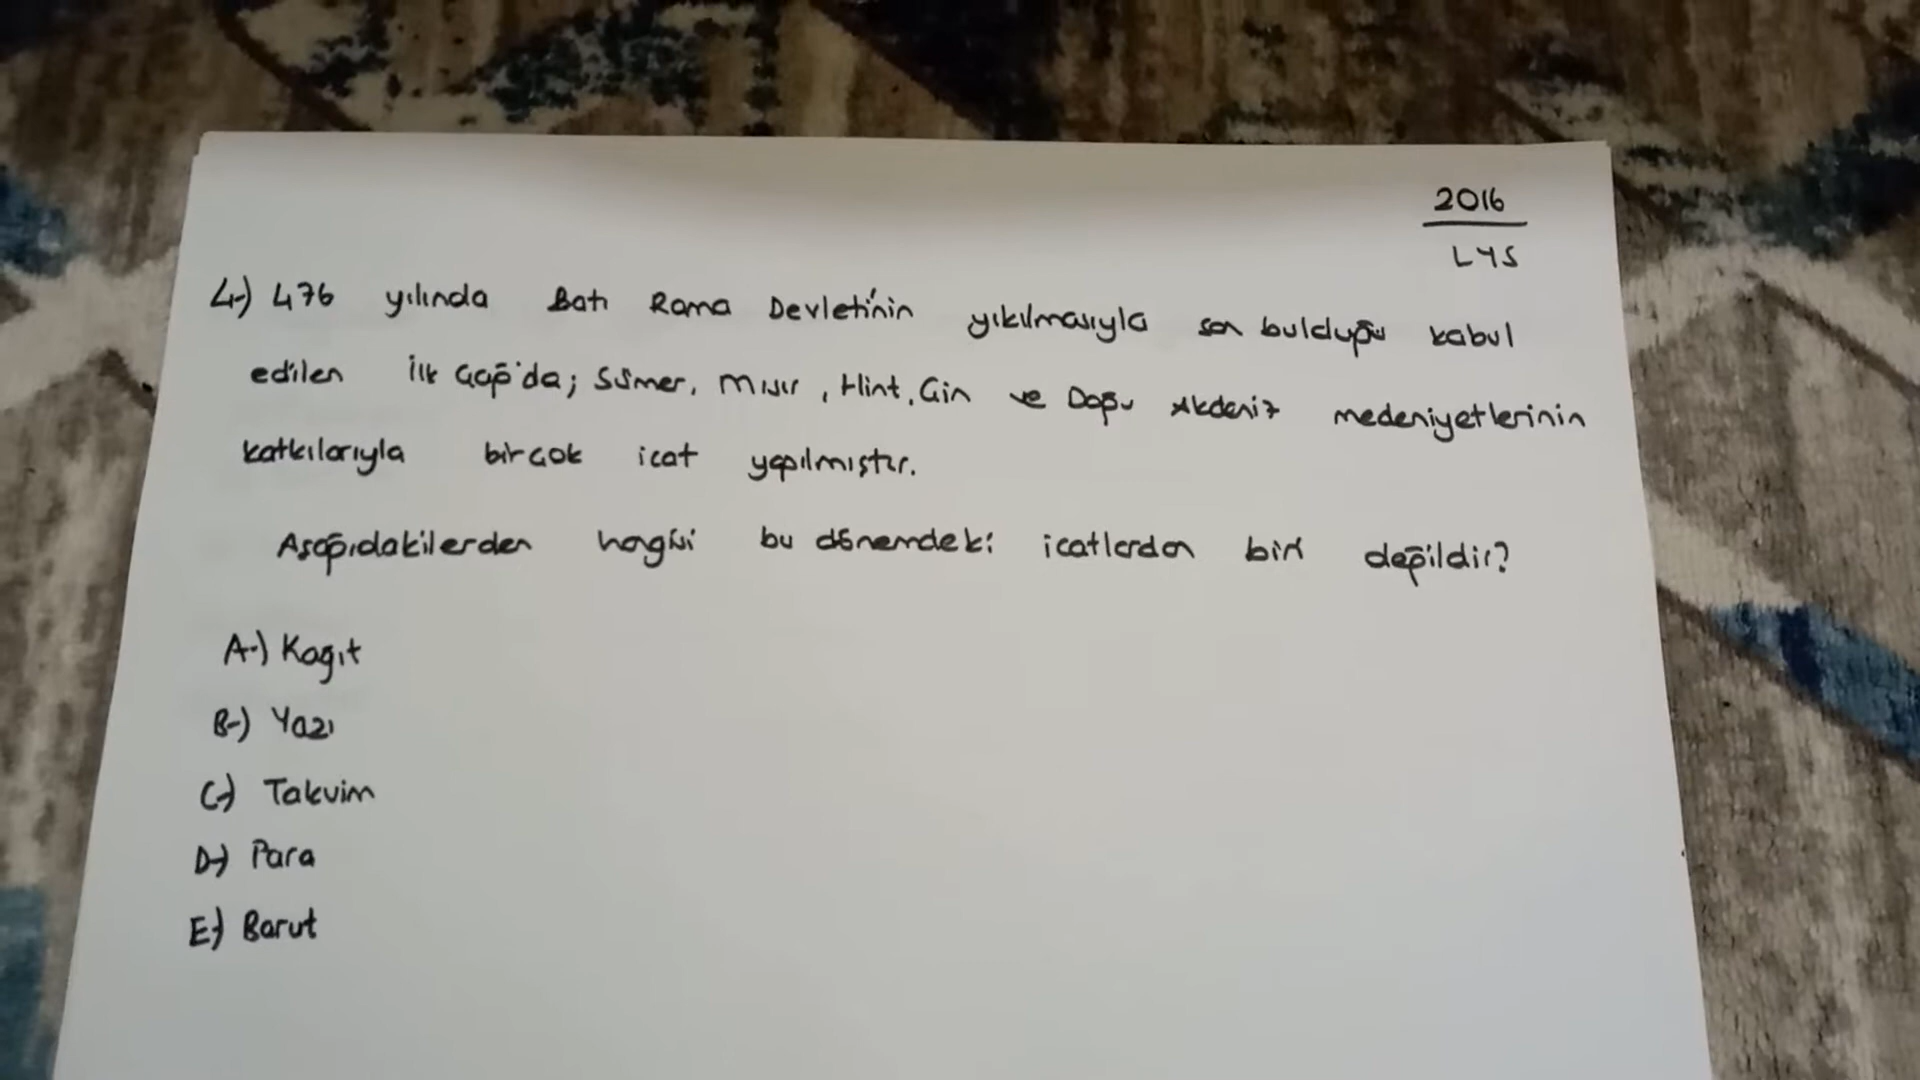 2016
LYS
4-) 476 yılında Batı Roma Devleti'nin yıkılmasıyla son bulduğu kabul
edilen İlk Çağ'da; Sümer, Mısır, Hint, Çin ve Doğu Akdeniz medeniyetlerinin
katkılarıyla birçok icat yapılmıştır.
Aşağıdakilerden hangisi bu dönemdeki icatlardan biri değildir?
A-) Kağıt
B-) Yazı
C-) Takvim
D-) Para
E-) Barut